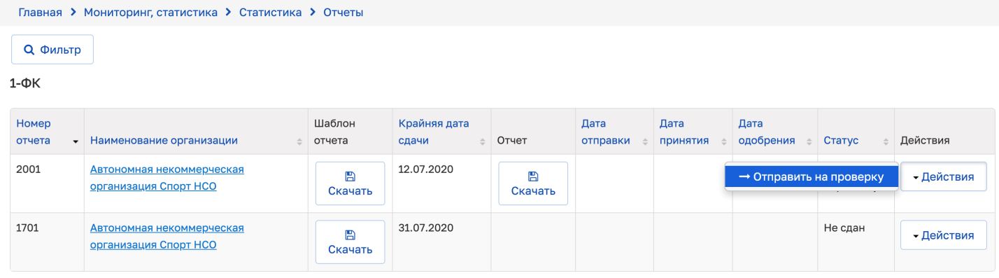 Главная > Мониторинг, статистика > Статистика > Отчеты
Фильтр
1-ФК
Номер отчета
Наименование организации
Шаблон отчета
Крайняя дата сдачи
Отчет
Дата отправки
Дата принятия
Дата одобрения
Статус
Действия
2001
Автономная некоммерческая
организация Спорт НСО
Скачать
12.07.2020
Скачать
Отправить на проверку
Действия
1701
Автономная некоммерческая
организация Спорт НСО
Скачать
31.07.2020
Не сдан
Действия